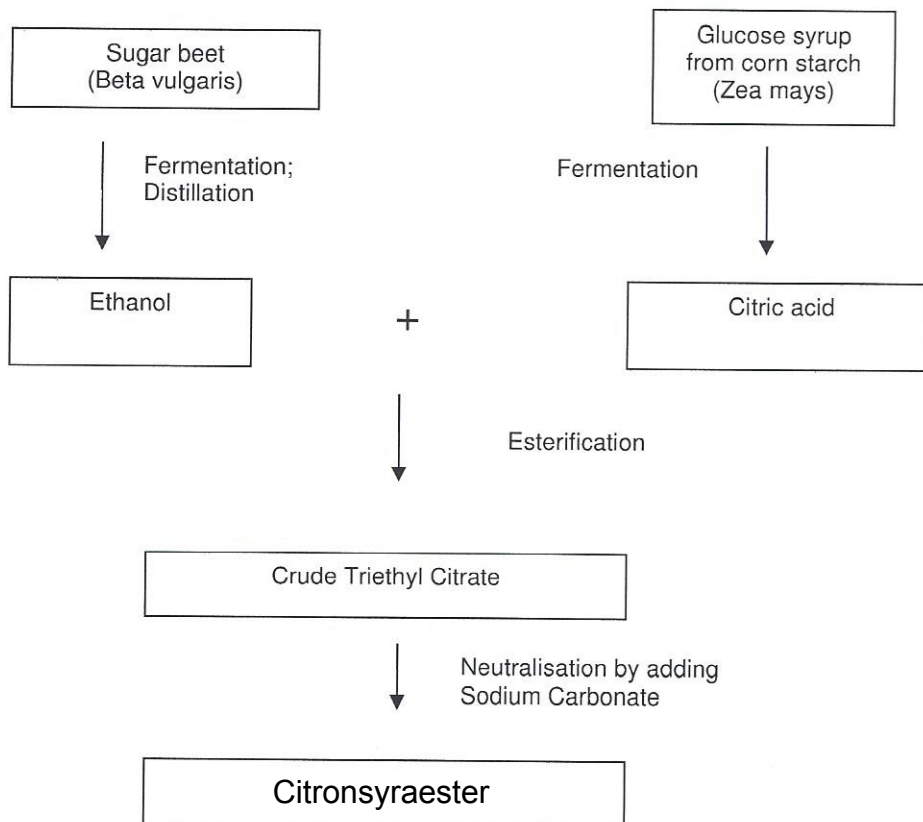 Sugar beet
(Beta vulgaris)
Glucose syrup
from corn starch
(Zea mays)
Fermentation;
Distillation
Fermentation
Ethanol
+
Citric acid
Esterification
Crude Triethyl Citrate
Neutralisation by adding
Sodium Carbonate
Citronsyraester